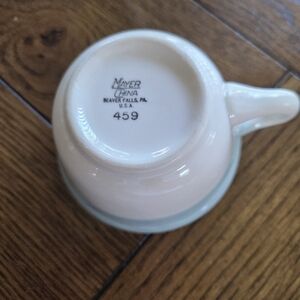 MAYER
CHINA
BEAVER FALLS, PA.
U.S.A.
459